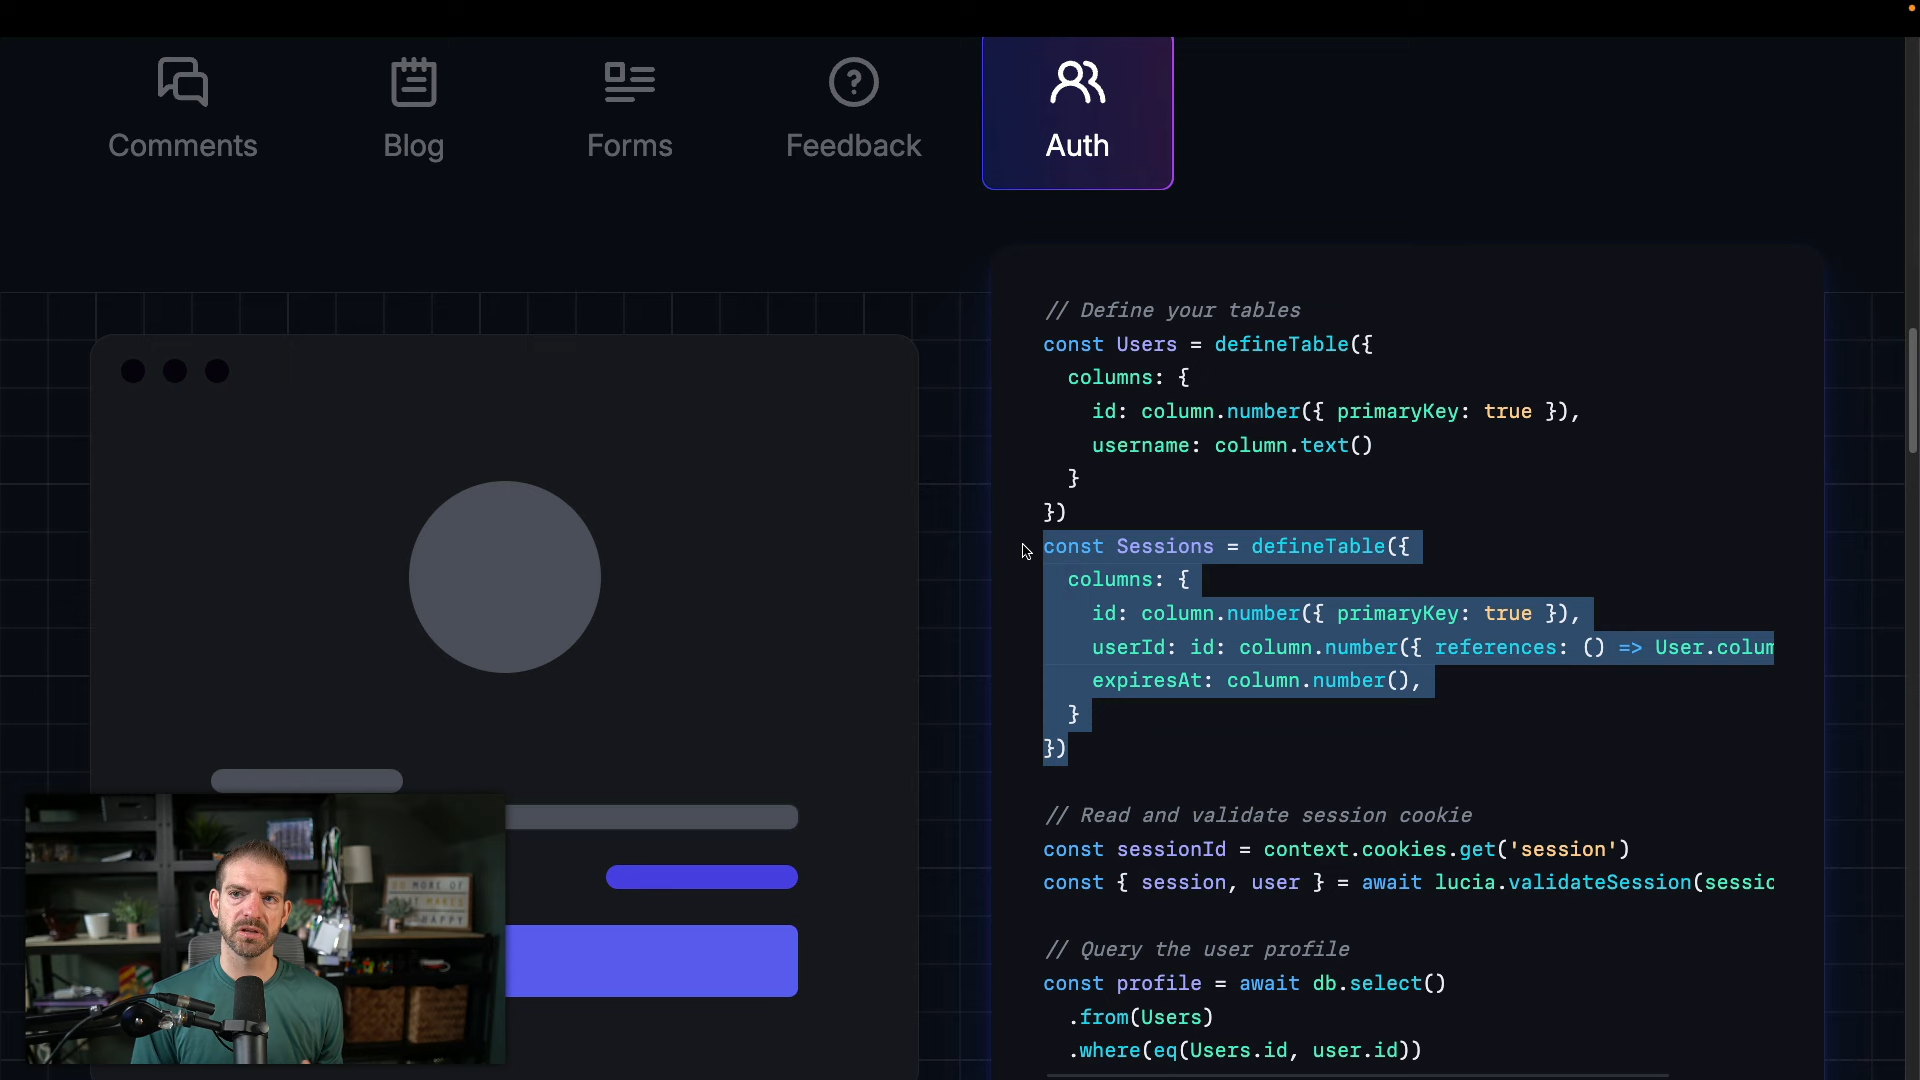 Comments
Blog
Forms
Feedback
Auth
// Define your tables
const Users = defineTable({
columns: {
id: column.number({ primaryKey: true }),
username: column.text()
}
})
const Sessions = defineTable({
columns: {
id: column.number({ primaryKey: true }),
userId: id: column.number({ references: () => User.colum
expiresAt: column.number(),
}
})
// Read and validate session cookie
const sessionId = context.cookies.get('session')
const { session, user } = await lucia.validateSession(sessic
// Query the user profile
const profile = await db.select()
.from(Users)
.where(eq(Users.id, user.id))